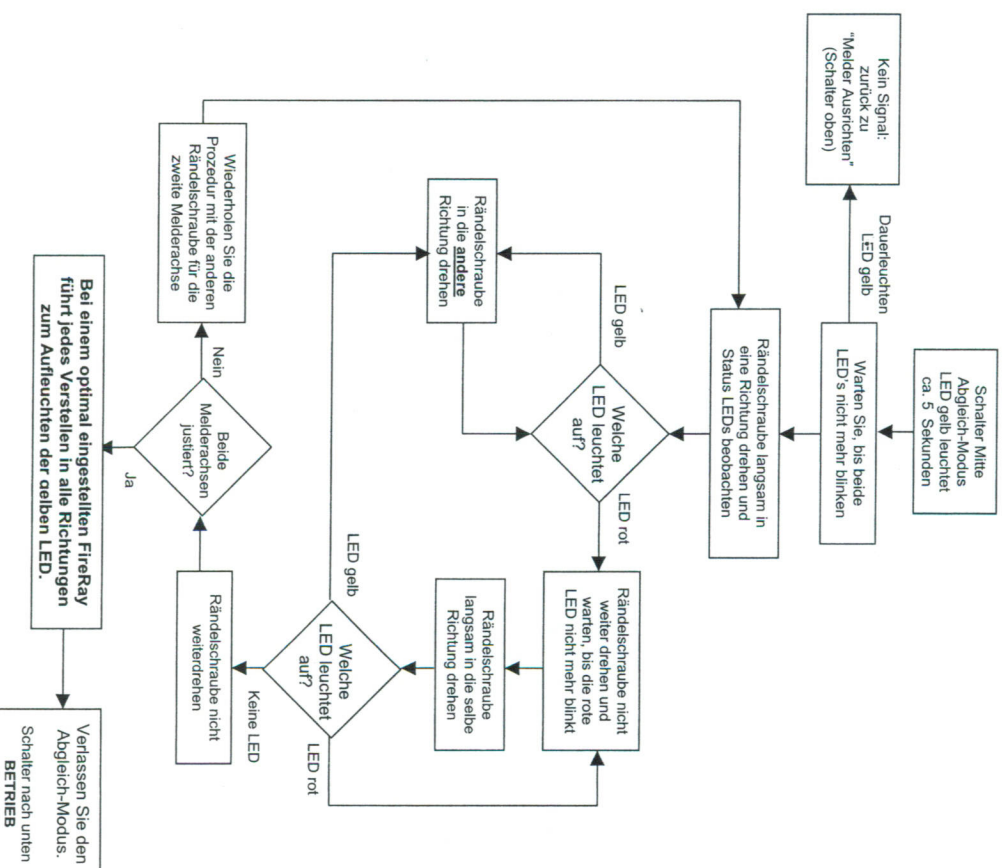 Schalter Mitte
Abgleich-Modus
LED gelb leuchtet
ca. 5 Sekunden
Warten Sie, bis beide
LED's nicht mehr blinken
Dauerleuchten
LED gelb
Kein Signal:
zurück zu
"Melder Ausrichten"
(Schalter oben)
Rändelschraube langsam in
eine Richtung drehen und
Status LEDs beobachten
Welche
LED leuchtet
auf?
LED gelb
LED rot
Rändelschraube
in die andere
Richtung drehen
Rändelschraube nicht
weiter drehen und
warten, bis die rote
LED nicht mehr blinkt
Rändelschraube
langsam in die selbe
Richtung drehen
Welche
LED leuchtet
auf?
LED gelb
LED rot
Keine LED
Rändelschraube nicht
weiterdrehen
Beide
Melderachsen
justiert?
Nein
Ja
Wiederholen Sie die
Prozedur mit der anderen
Rändelschraube für die
zweite Melderachse
Bei einem optimal eingestellten FireRay
führt jedes Verstellen in alle Richtungen
zum Aufleuchten der gelben LED.
Verlassen Sie den
Abgleich-Modus.
Schalter nach unten
BETRIEB